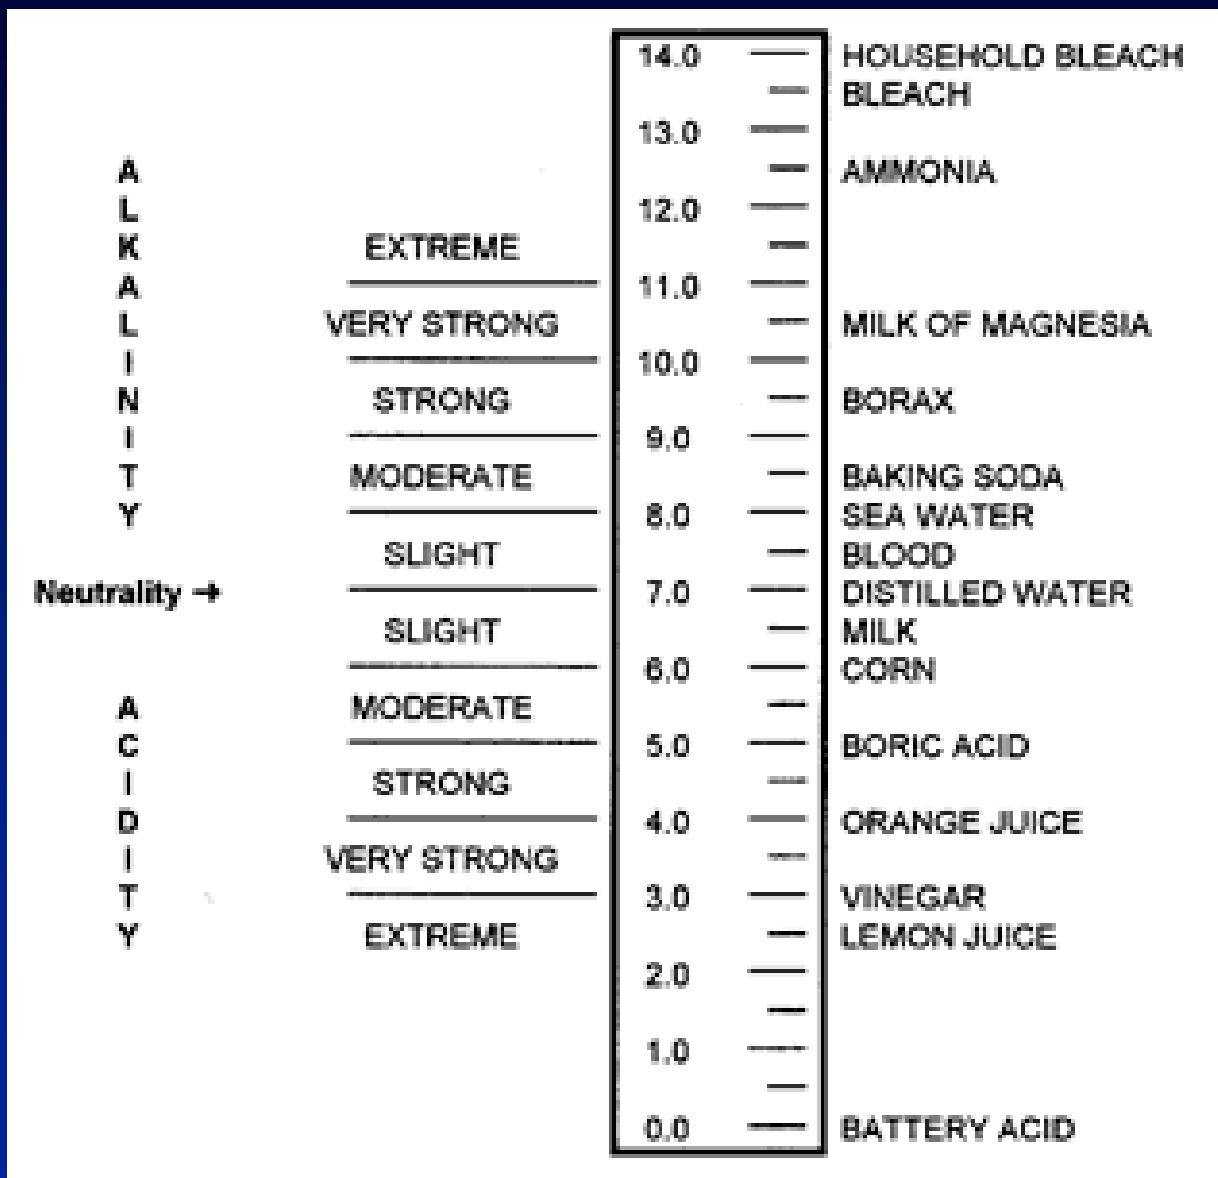 14.0 HOUSEHOLD BLEACH
BLEACH
13.0
AMMONIA
12.0
EXTREME
11.0
VERY STRONG MILK OF MAGNESIA
10.0
STRONG BORAX
9.0
MODERATE BAKING SODA
8.0 SEA WATER
SLIGHT BLOOD
Neutrality → 7.0 DISTILLED WATER
SLIGHT MILK
6.0 CORN
MODERATE
5.0 BORIC ACID
STRONG
4.0 ORANGE JUICE
VERY STRONG
3.0 VINEGAR
EXTREME LEMON JUICE
2.0
1.0
0.0 BATTERY ACID
ALKALINITY
ACIDITY